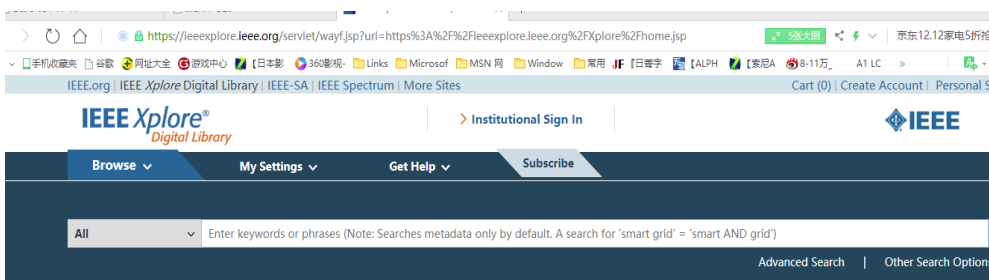 https://ieeexplore.ieee.org/servlet/wayf.jsp?url=https%3A%2F%2Fieeexplore.ieee.org%2FXplore%2Fhome.jsp 5张大图 京东12.12家电5折抢
手机收藏夹 谷歌 网址大全 游戏中心 【日本影 360影视- Links Microsof MSN 网 Window 常用 【日菁字 【ALPH 【索尼A 8-11万_ A1 LC »
IEEE.org | IEEE Xplore Digital Library | IEEE-SA | IEEE Spectrum | More Sites Cart (0) | Create Account | Personal S
IEEE Xplore® Institutional Sign In IEEE
Digital Library
Browse My Settings Get Help Subscribe
All Enter keywords or phrases (Note: Searches metadata only by default. A search for 'smart grid' = 'smart AND grid')
Advanced Search | Other Search Option